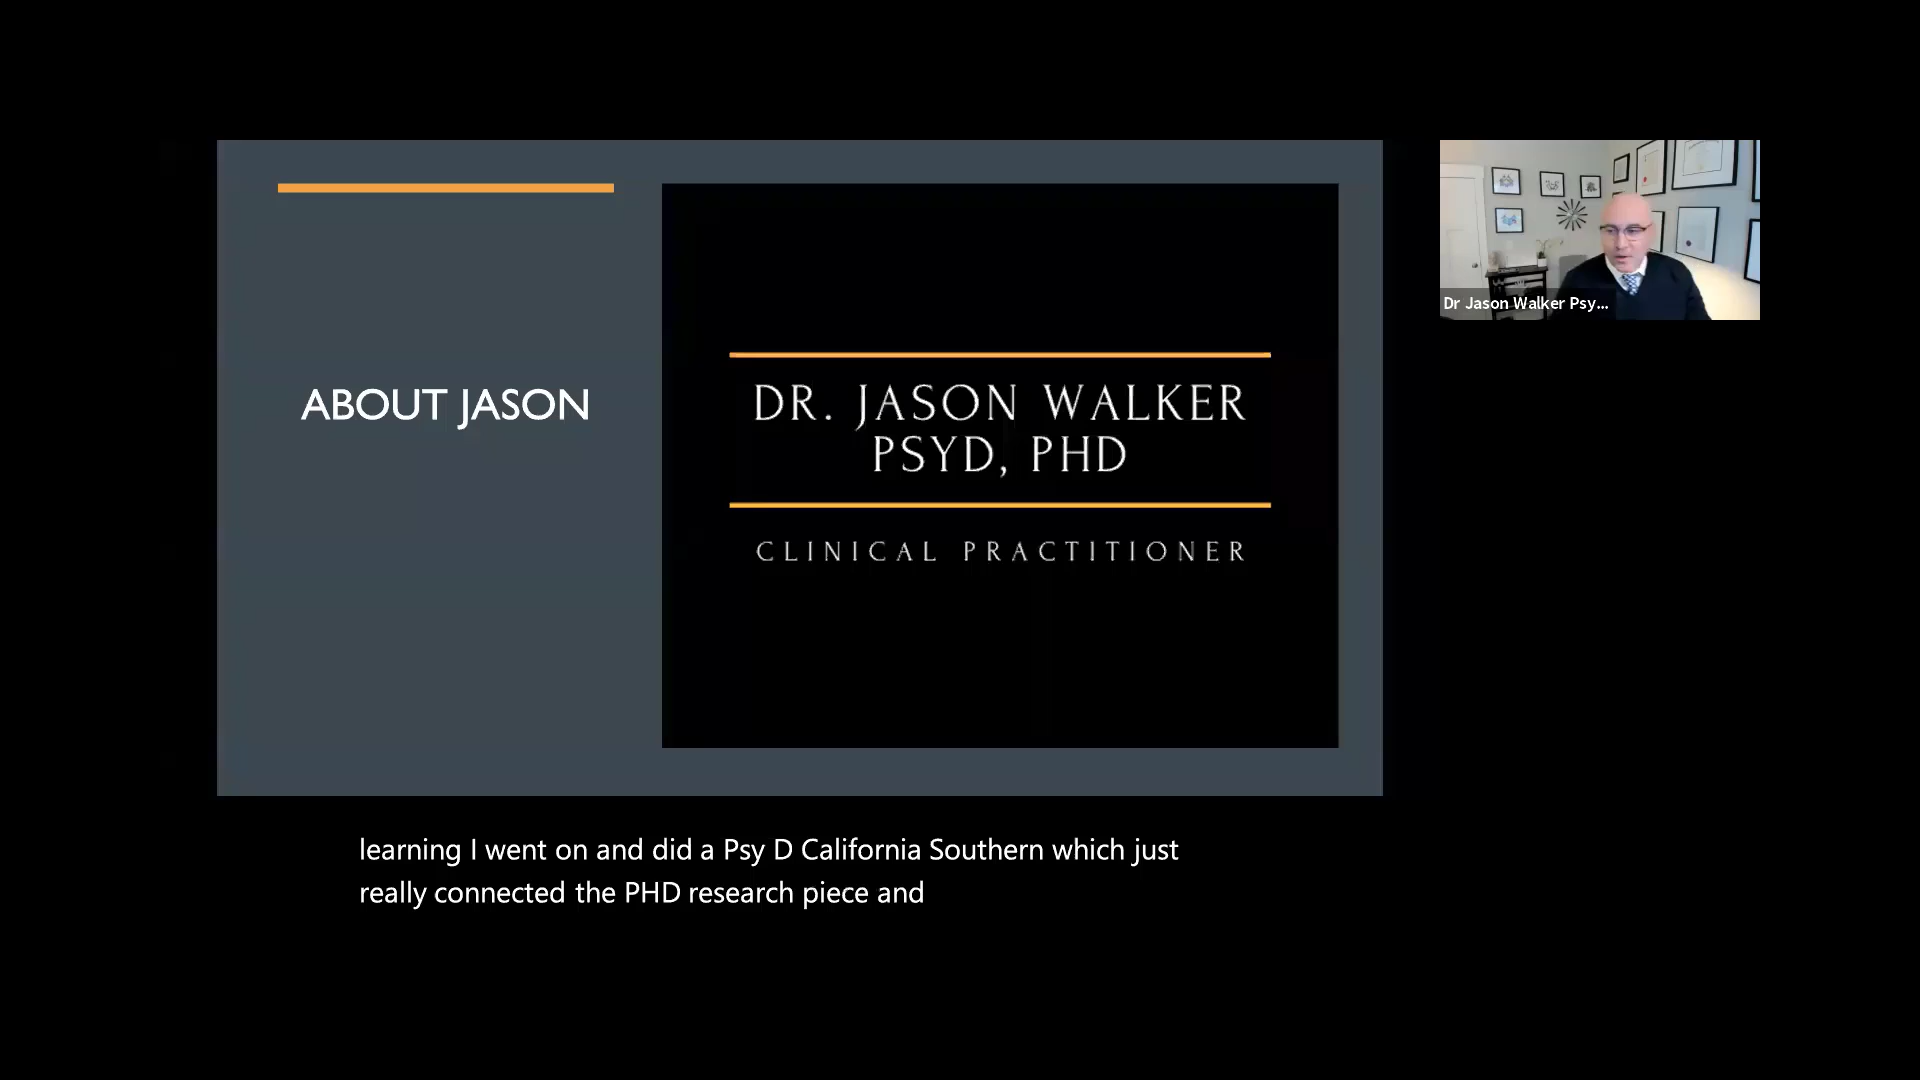 ABOUT JASON
DR. JASON WALKER
PSYD, PHD
CLINICAL PRACTITIONER
Dr Jason Walker Psy...
learning I went on and did a Psy D California Southern which just
really connected the PHD research piece and